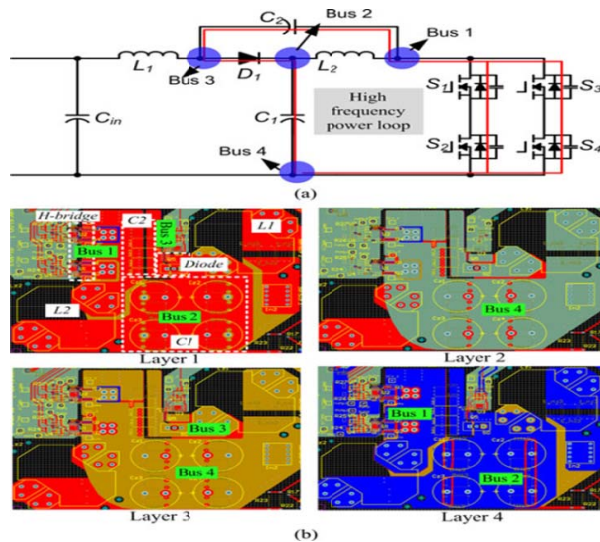 C2
Bus 2
Bus 1
L1
Bus 3
D1
L2
S1
S3
Cin
C1
High
frequency
power loop
S2
S4
Bus 4
(a)
H-bridge
C2
Bus 3
L1
Bus 1
Diode
L2
Bus 2
C1
Bus 4
Layer 1
Layer 2
Bus 3
Bus 4
Bus 1
Bus 2
Layer 3
Layer 4
(b)